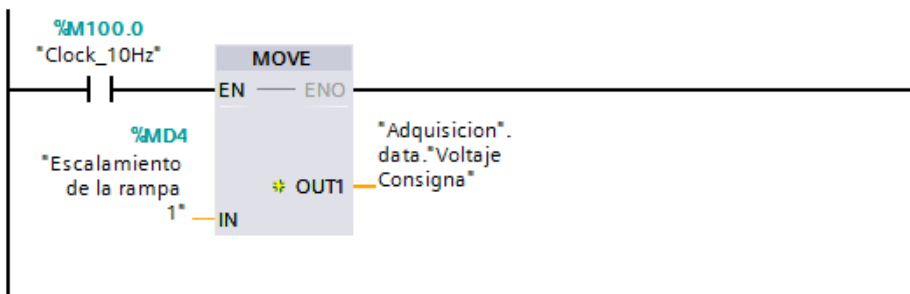 %M100.0
"Clock_10Hz"
MOVE
EN
ENO
%MD4
"Escalamiento
de la rampa
1"
IN
OUT1
"Adquisicion".
data."Voltaje
Consigna"